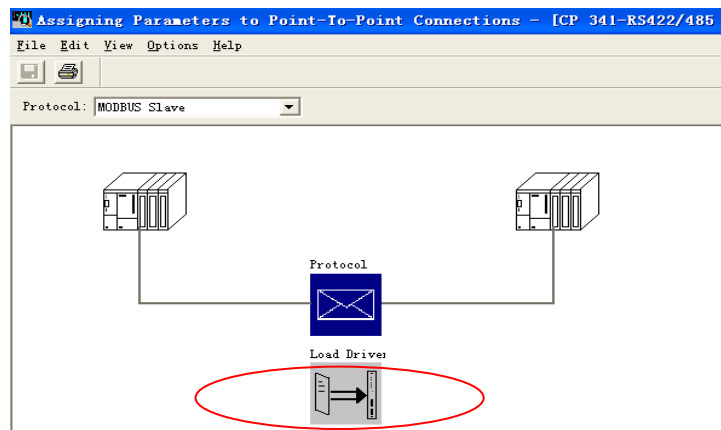 Assigning Parameters to Point-To-Point Connections - [CP 341-RS422/485
File Edit View Options Help
Protocol: MODBUS Slave
Protocol
Load Driver